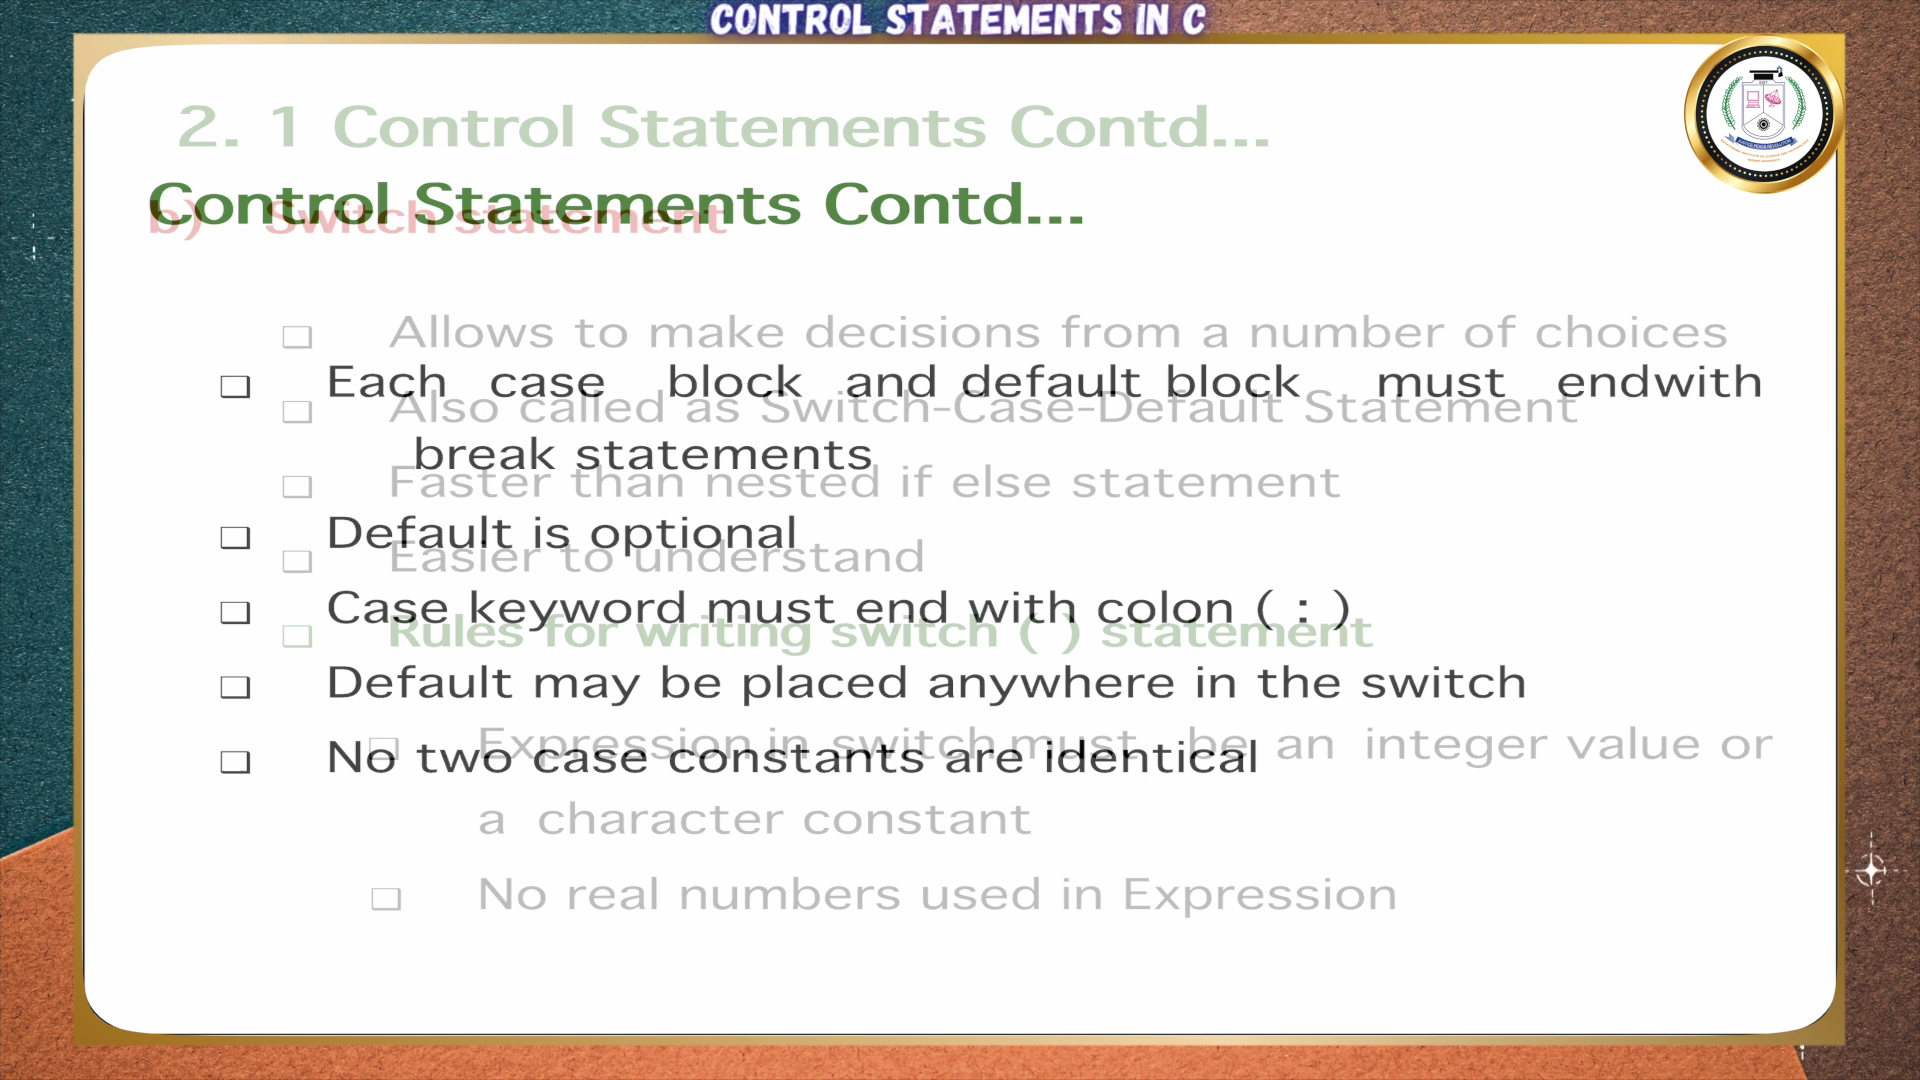 CONTROL STATEMENTS IN C
2. 1 Control Statements Contd...
Control Statements Contd...
b) Switch statement
Allows to make decisions from a number of choices
Each case block and default block must endwith
Also called as Switch-Case-Default Statement
break statements
Faster than nested if else statement
Default is optional
Easier to understand
Case keyword must end with colon ( : )
Rules for writing switch ( ) statement
Default may be placed anywhere in the switch
Expression in switch must be an integer value or
No two case constants are identical
a character constant
No real numbers used in Expression